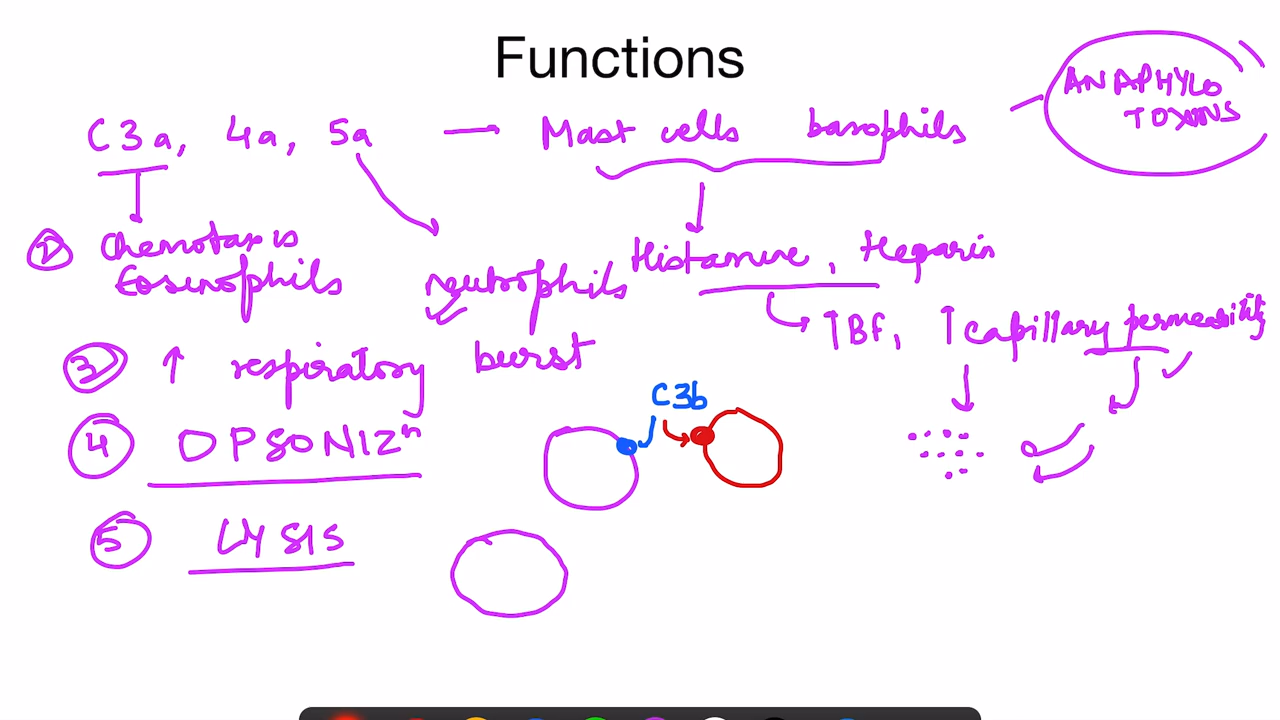 Functions
C3a, 4a, 5a — Mast cells basophils — ANAPHYLO
TOXINS
② Chemotaxis
Eosinophils neutrophils Histamine, Heparin
↑BF, ↑capillary permeability
③ ↑ respiratory burst
C3b
④ OPSONIZⁿ
⑤ LYSIS